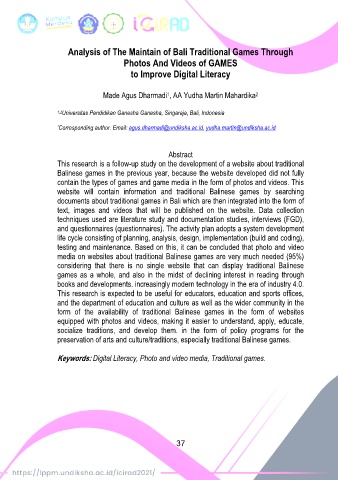 iCIRAD
Analysis of The Maintain of Bali Traditional Games Through
Photos And Videos of GAMES
to Improve Digital Literacy
Made Agus Dharmadi¹, AA Yudha Martin Mahardika²
¹,²Universitas Pendidikan Ganesha Ganesha, Singaraja, Bali, Indonesia
*Corresponding author. Email: agus.dharmadi@undiksha.ac.id, yudha.martin@undiksha.ac.id
Abstract
This research is a follow-up study on the development of a website about traditional
Balinese games in the previous year, because the website developed did not fully
contain the types of games and game media in the form of photos and videos. This
website will contain information and traditional Balinese games by searching
documents about traditional games in Bali which are then integrated into the form of
text, images and videos that will be published on the website. Data collection
techniques used are literature study and documentation studies, interviews (FGD),
and questionnaires (questionnaires). The activity plan adopts a system development
life cycle consisting of planning, analysis, design, implementation (build and coding),
testing and maintenance. Based on this, it can be concluded that photo and video
media on websites about traditional Balinese games are very much needed (95%)
considering that there is no single website that can display traditional Balinese
games as a whole, and also in the midst of declining interest in reading through
books and developments. increasingly modern technology in the era of industry 4.0.
This research is expected to be useful for educators, education and sports offices,
and the department of education and culture as well as the wider community in the
form of the availability of traditional Balinese games in the form of websites
equipped with photos and videos, making it easier to understand, apply, educate,
socialize traditions, and develop them. in the form of policy programs for the
preservation of arts and culture/traditions, especially traditional Balinese games.
Keywords: Digital Literacy, Photo and video media, Traditional games.
37
https://lppm.undiksha.ac.id/icirad2021/